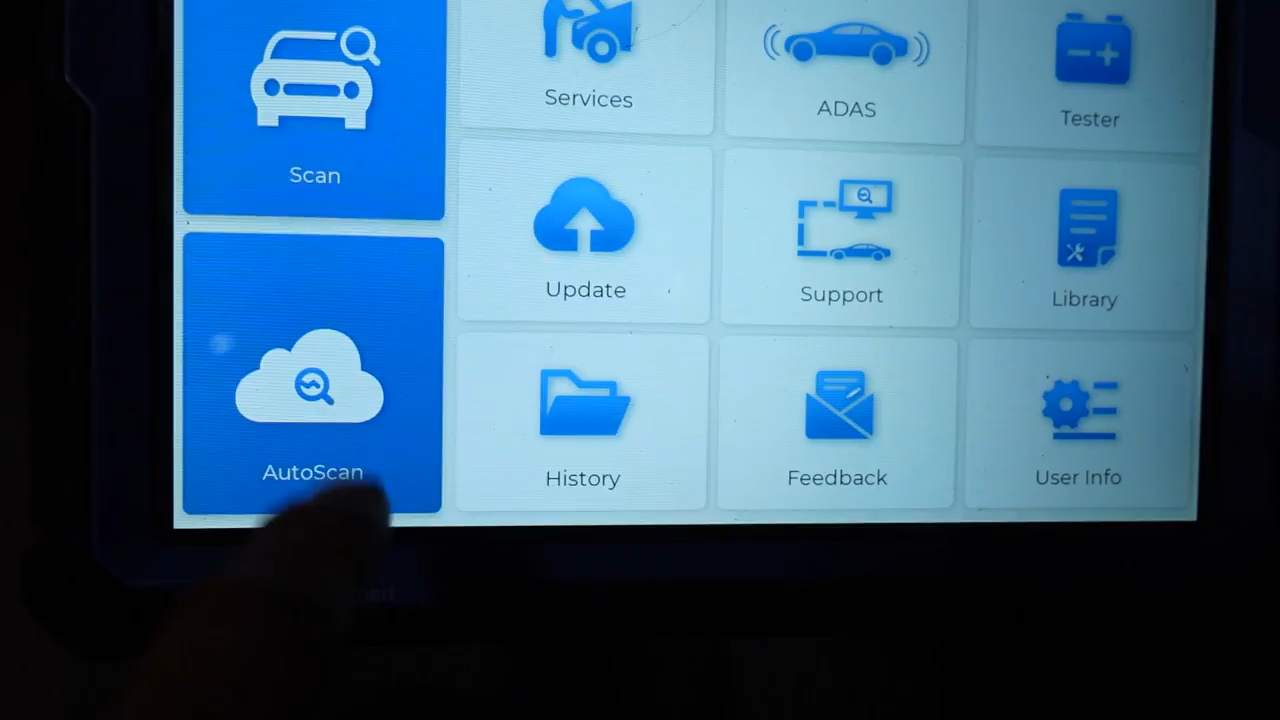 Scan
Services
ADAS
Tester
Update
Support
Library
AutoScan
History
Feedback
User Info